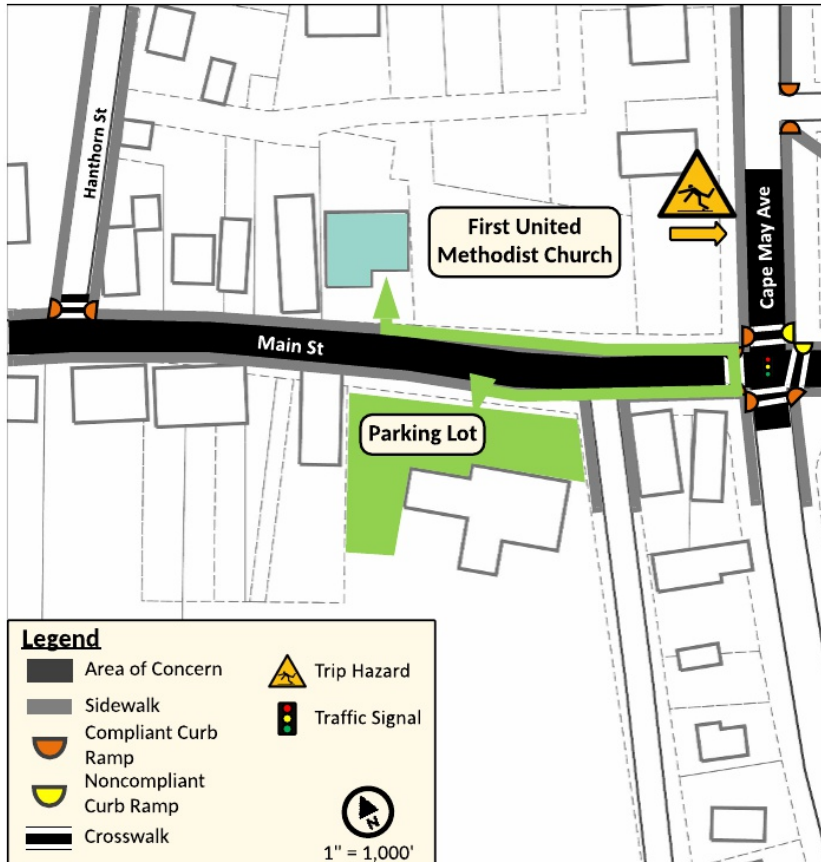 Hanthorn St
First United
Methodist Church
Cape May Ave
Main St
Parking Lot
Legend
Area of Concern
Sidewalk
Compliant Curb
Ramp
Noncompliant
Curb Ramp
Crosswalk
Trip Hazard
Traffic Signal
N
1" = 1,000'